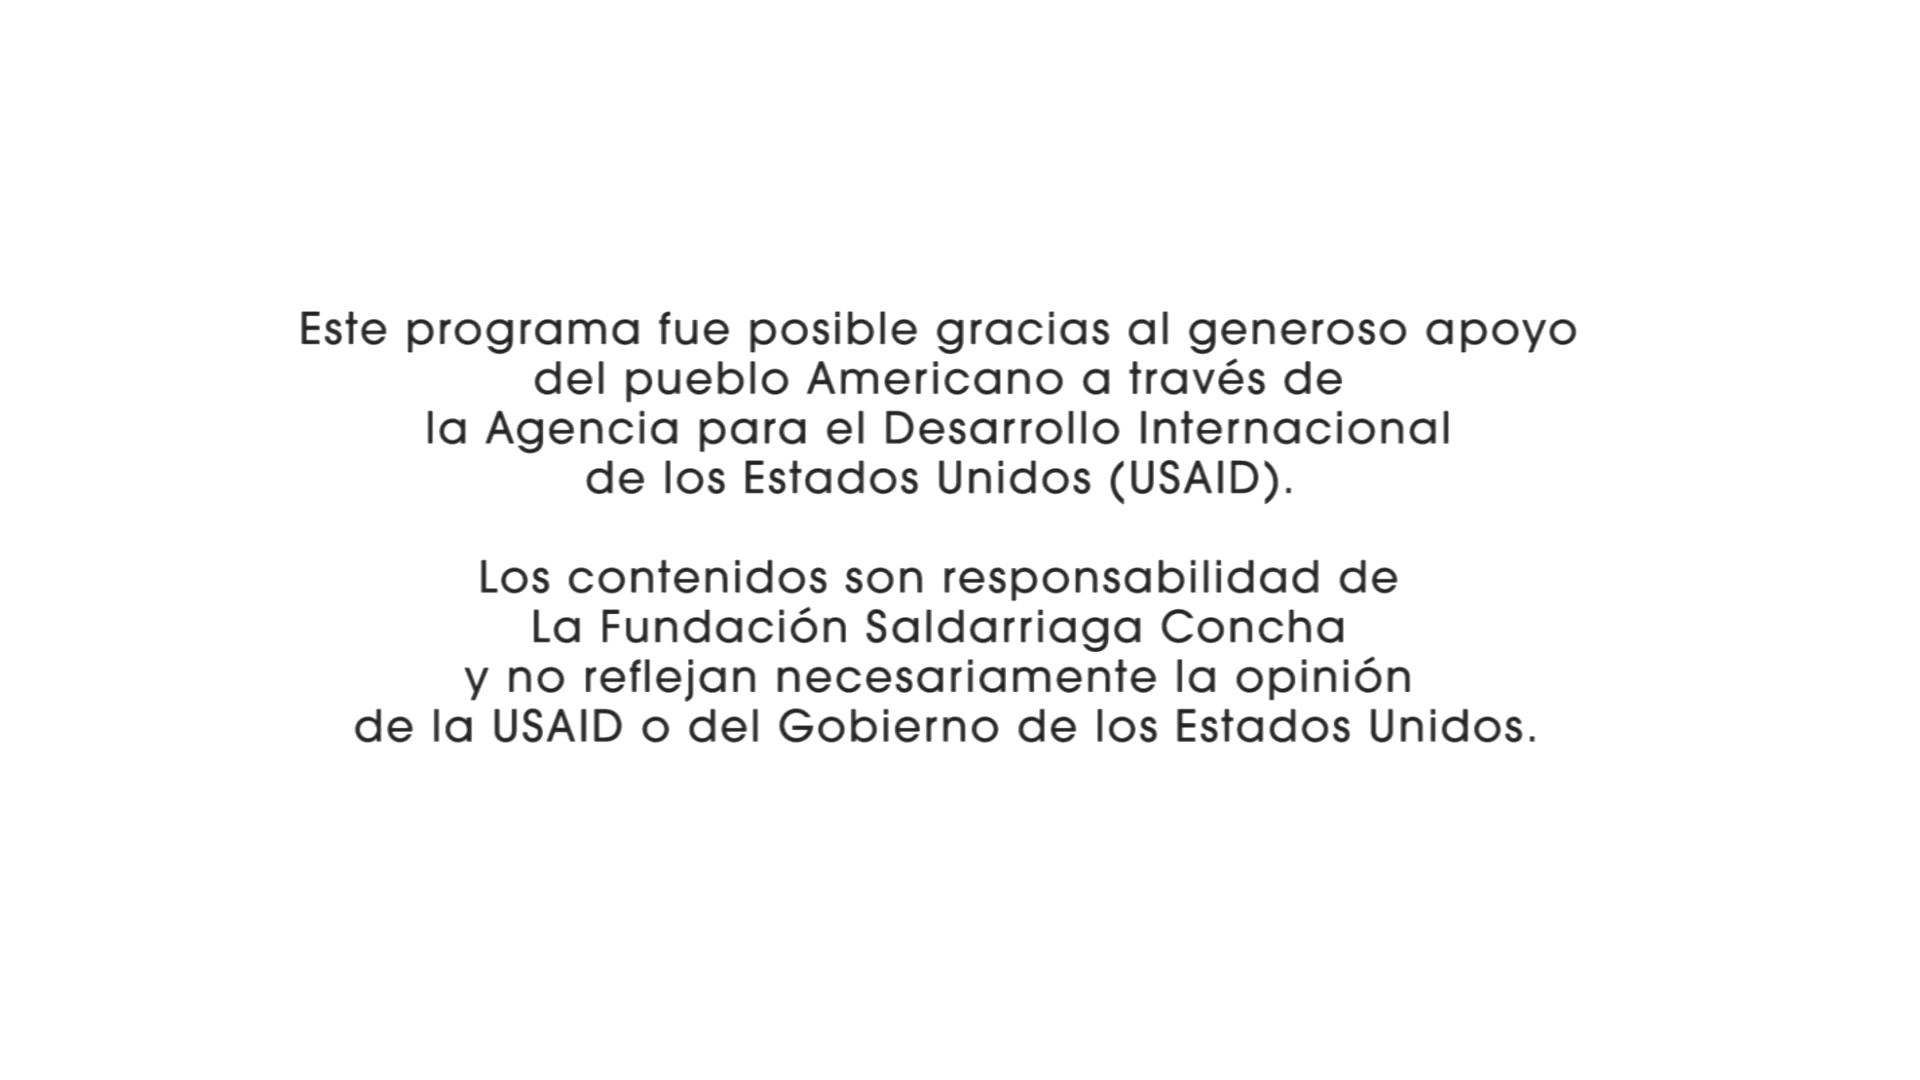 Este programa fue posible gracias al generoso apoyo
del pueblo Americano a través de
la Agencia para el Desarrollo Internacional
de los Estados Unidos (USAID).
Los contenidos son responsabilidad de
La Fundación Saldarriaga Concha
y no reflejan necesariamente la opinión
de la USAID o del Gobierno de los Estados Unidos.